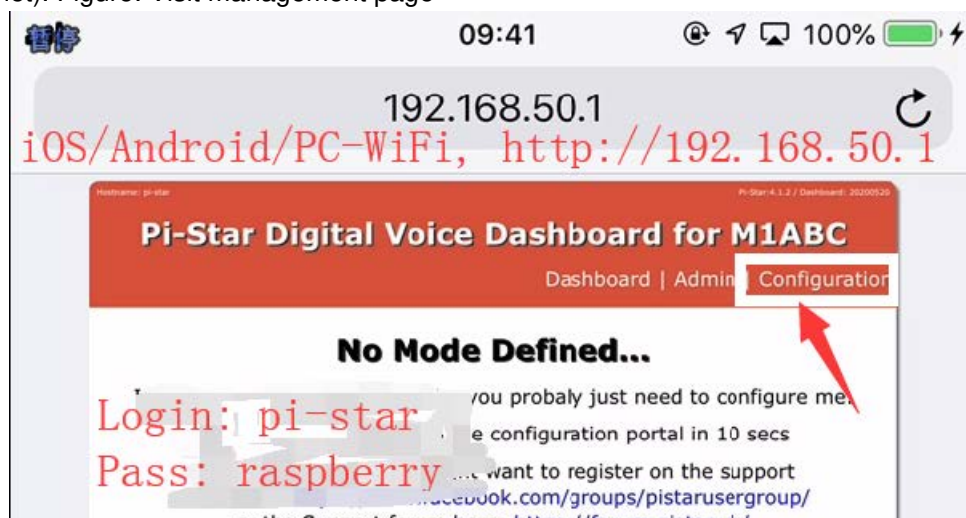 Figure: Visit management page
暂停 09:41 100%
192.168.50.1
iOS/Android/PC-WiFi, http://192.168.50.1
Hostname: pi-star Pi-Star:4.1.2 / Dashboard: 20200520
Pi-Star Digital Voice Dashboard for M1ABC
Dashboard | Admin | Configuration
No Mode Defined...
you probaly just need to configure me.
Login: pi-star
e configuration portal in 10 secs
Pass: raspberry
want to register on the support
facebook.com/groups/pistarusergroup/